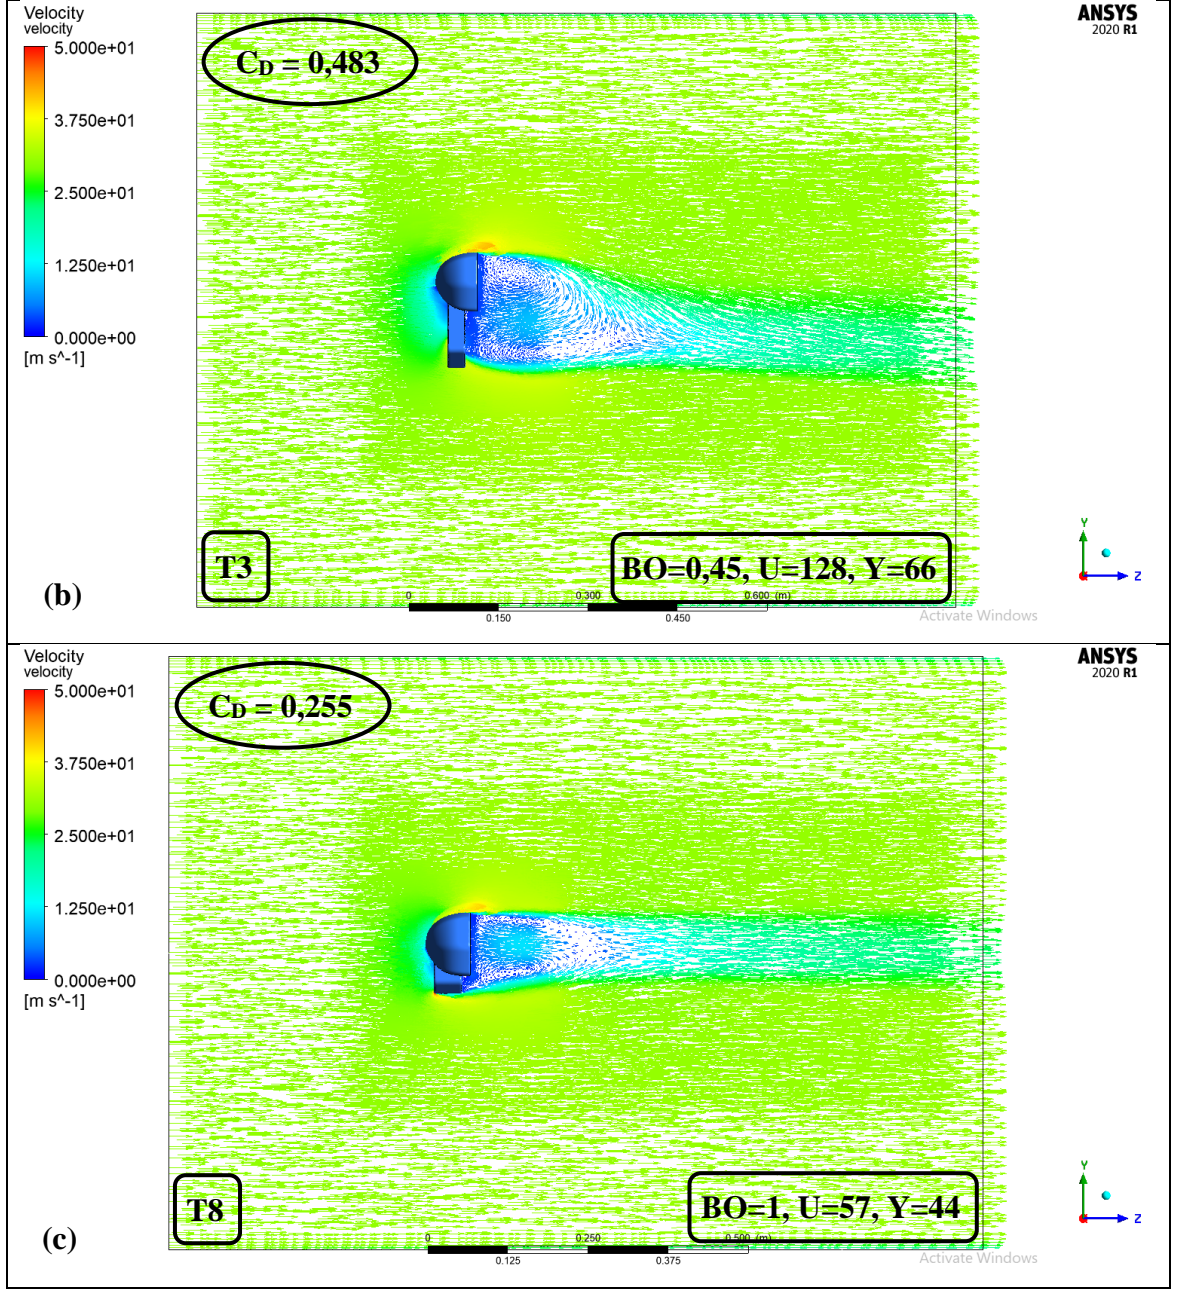 Velocity
velocity
5.000e+01
3.750e+01
2.500e+01
1.250e+01
0.000e+00
[m s^-1]
C_D = 0,483
ANSYS
2020 R1
T3
BO=0,45, U=128, Y=66
(b)
0 0.300 0.600 (m)
0.150 0.450
Y
Z
Activate Windows
Velocity
velocity
5.000e+01
3.750e+01
2.500e+01
1.250e+01
0.000e+00
[m s^-1]
C_D = 0,255
ANSYS
2020 R1
T8
BO=1, U=57, Y=44
(c)
0 0.250 0.500 (m)
0.125 0.375
Y
Z
Activate Windows